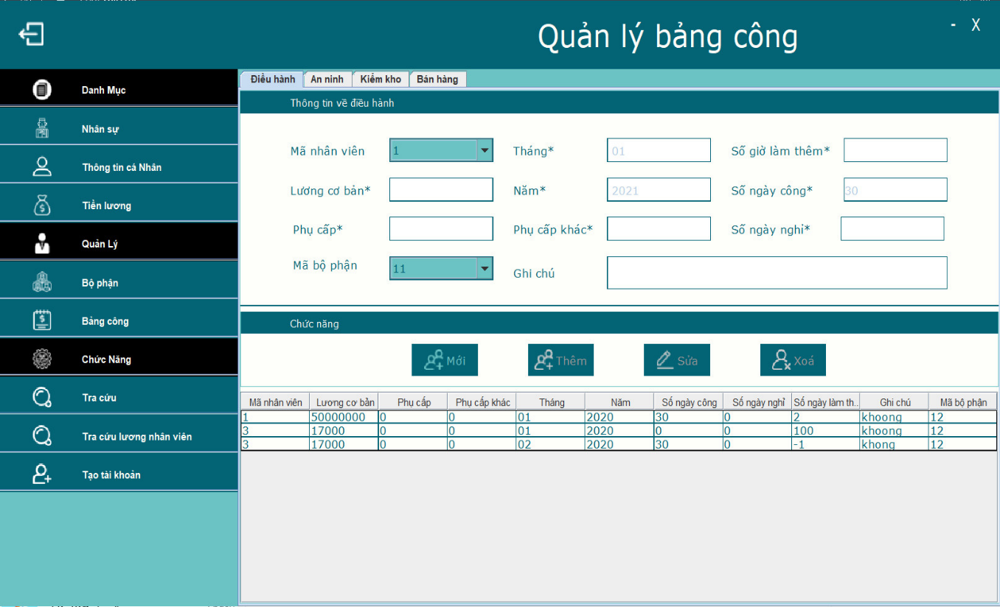 Quản lý bảng công
- X
Danh Mục
Nhân sự
Thông tin cá Nhân
Tiền lương
Quản Lý
Bộ phận
Bảng công
Chức Năng
Tra cứu
Tra cứu lương nhân viên
Tạo tài khoản
Điều hành An ninh Kiểm kho Bán hàng
Thông tin về điều hành
Mã nhân viên 1 Tháng* 01 Số giờ làm thêm*
Lương cơ bản* Năm* 2021 Số ngày công* 30
Phụ cấp* Phụ cấp khác* Số ngày nghỉ*
Mã bộ phận 11 Ghi chú
Chức năng
Mới Thêm Sửa Xoá
Mã nhân viên Lương cơ bản Phụ cấp Phụ cấp khác Tháng Năm Số ngày công Số ngày nghỉ Số ngày làm th.. Ghi chú Mã bộ phận
1 50000000 0 0 01 2020 30 0 2 khoong 12
3 17000 0 0 01 2020 0 0 100 khoong 12
3 17000 0 0 02 2020 30 0 -1 khong 12